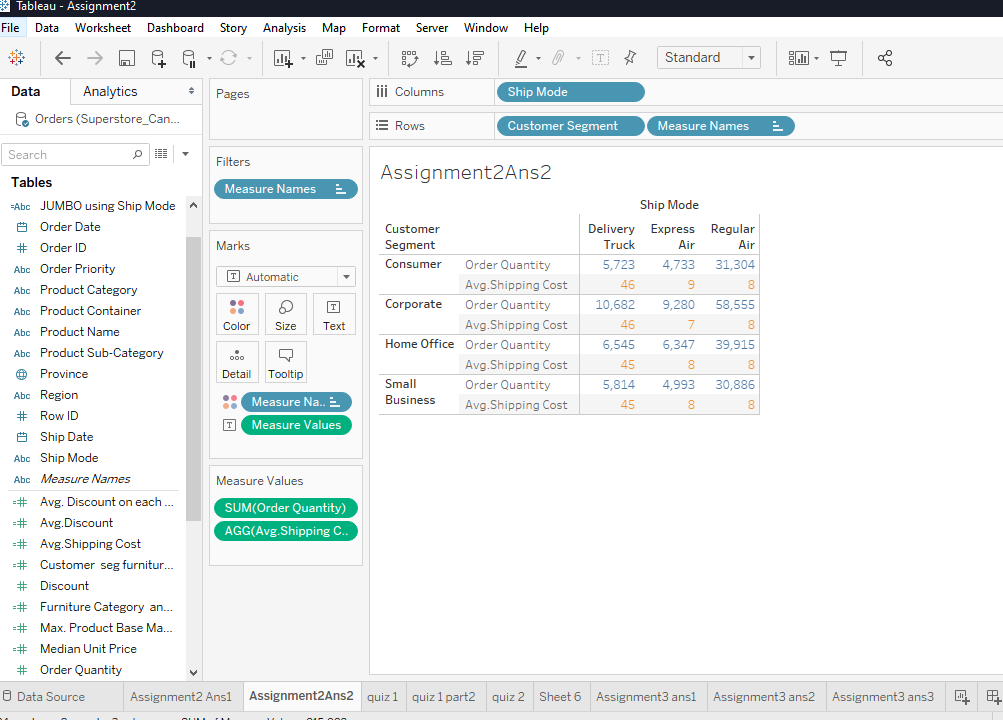 Tableau - Assignment2
File Data Worksheet Dashboard Story Analysis Map Format Server Window Help
Standard
Data Analytics
Orders (Superstore_Can...
Search
Tables
=Abc JUMBO using Ship Mode
Order Date
# Order ID
Abc Order Priority
Abc Product Category
Abc Product Container
Abc Product Name
Abc Product Sub-Category
Province
Abc Region
# Row ID
Ship Date
Abc Ship Mode
Abc Measure Names
=# Avg. Discount on each ...
=# Avg.Discount
=# Avg.Shipping Cost
=# Customer seg furnitur...
# Discount
=# Furniture Category an...
=# Max. Product Base Ma...
=# Median Unit Price
# Order Quantity
Pages
Filters
Measure Names
Marks
T Automatic
Color Size T Text
Detail Tooltip
Measure Na..
T Measure Values
Measure Values
SUM(Order Quantity)
AGG(Avg.Shipping C..
Columns Ship Mode
Rows Customer Segment Measure Names
Assignment2Ans2
Ship Mode
Customer Segment Delivery Truck Express Air Regular Air
Consumer Order Quantity 5,723 4,733 31,304
Avg.Shipping Cost 46 9 8
Corporate Order Quantity 10,682 9,280 58,555
Avg.Shipping Cost 46 7 8
Home Office Order Quantity 6,545 6,347 39,915
Avg.Shipping Cost 45 8 8
Small Business Order Quantity 5,814 4,993 30,886
Avg.Shipping Cost 45 8 8
Data Source Assignment2 Ans1 Assignment2Ans2 quiz 1 quiz 1 part2 quiz 2 Sheet 6 Assignment3 ans1 Assignment3 ans2 Assignment3 ans3